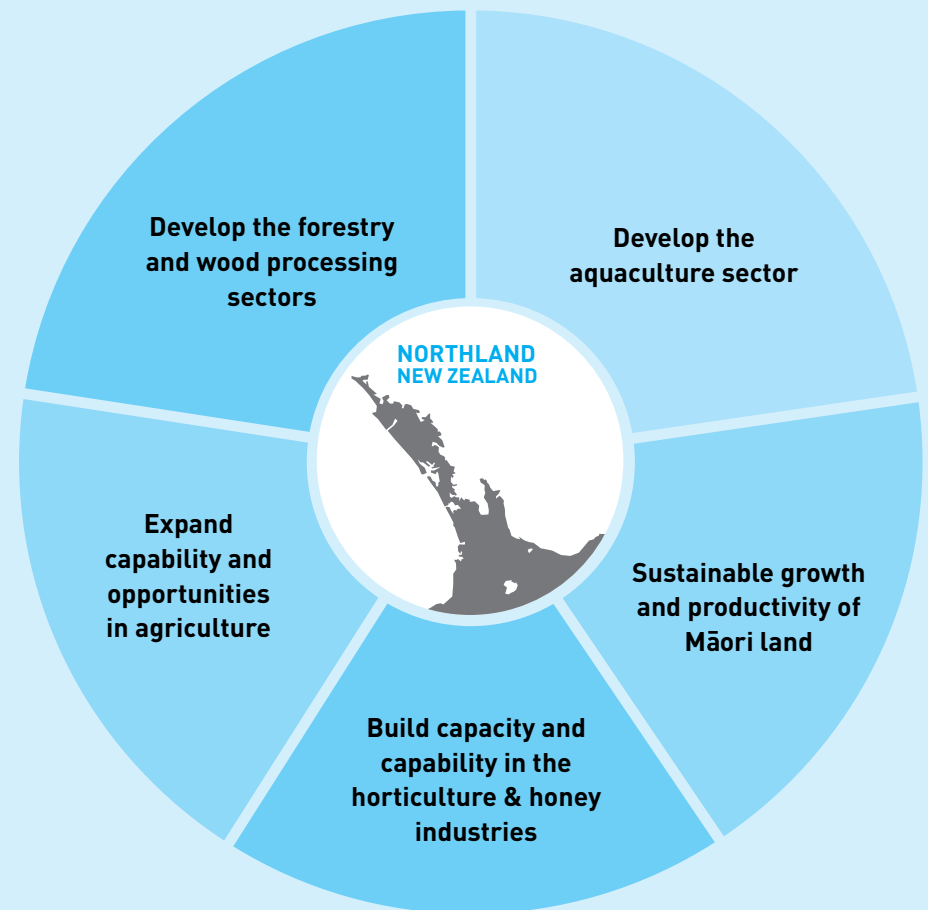 Develop the forestry
and wood processing
sectors
Develop the
aquaculture sector
NORTHLAND
NEW ZEALAND
Expand
capability and
opportunities
in agriculture
Sustainable growth
and productivity of
Māori land
Build capacity and
capability in the
horticulture & honey
industries